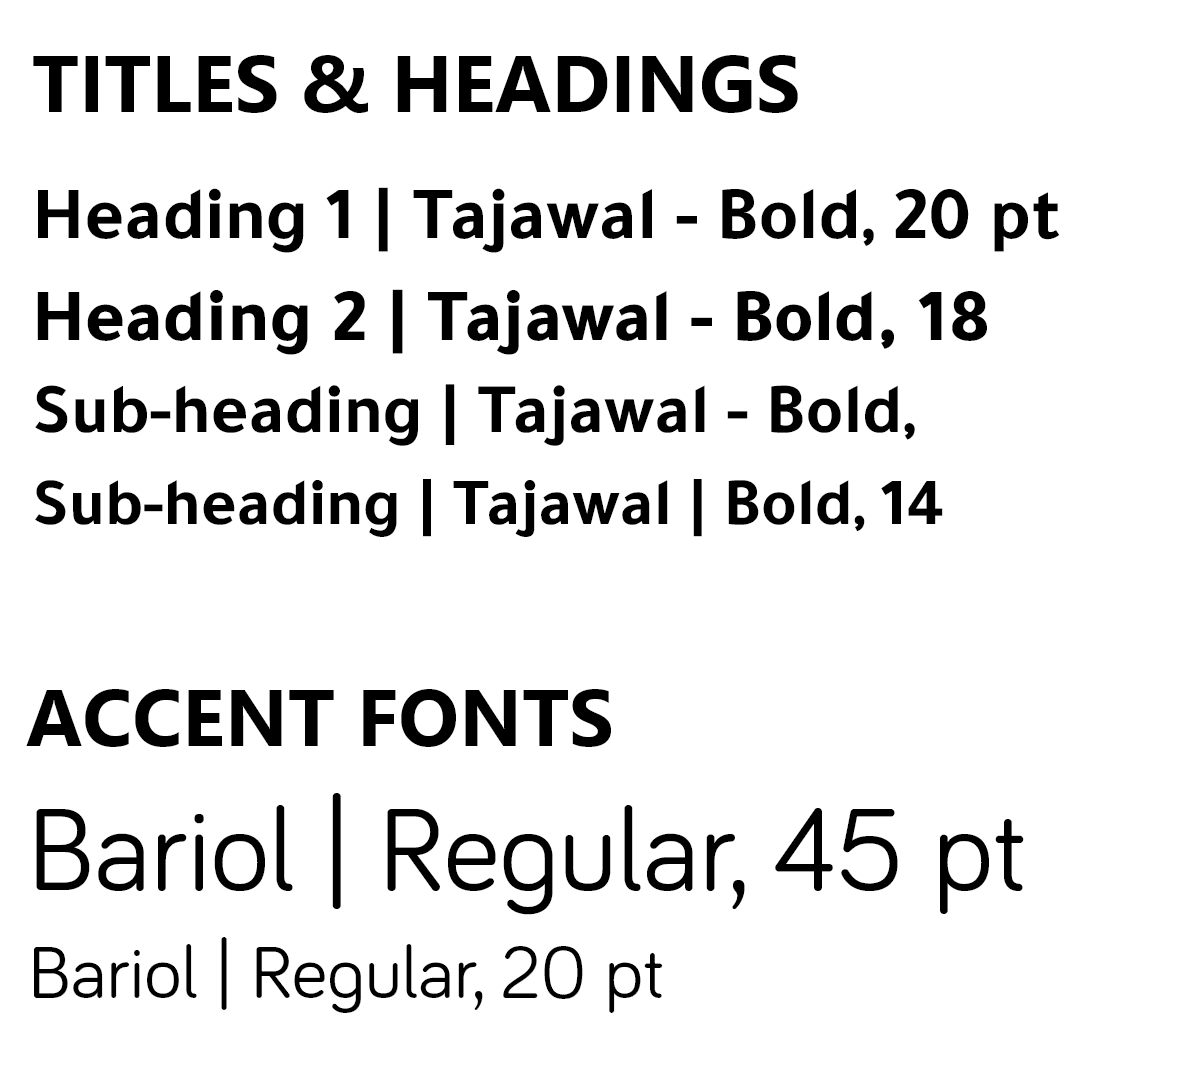 TITLES & HEADINGS
Heading 1 | Tajawal - Bold, 20 pt
Heading 2 | Tajawal - Bold, 18
Sub-heading | Tajawal - Bold,
Sub-heading | Tajawal | Bold, 14
ACCENT FONTS
Bariol | Regular, 45 pt
Bariol | Regular, 20 pt